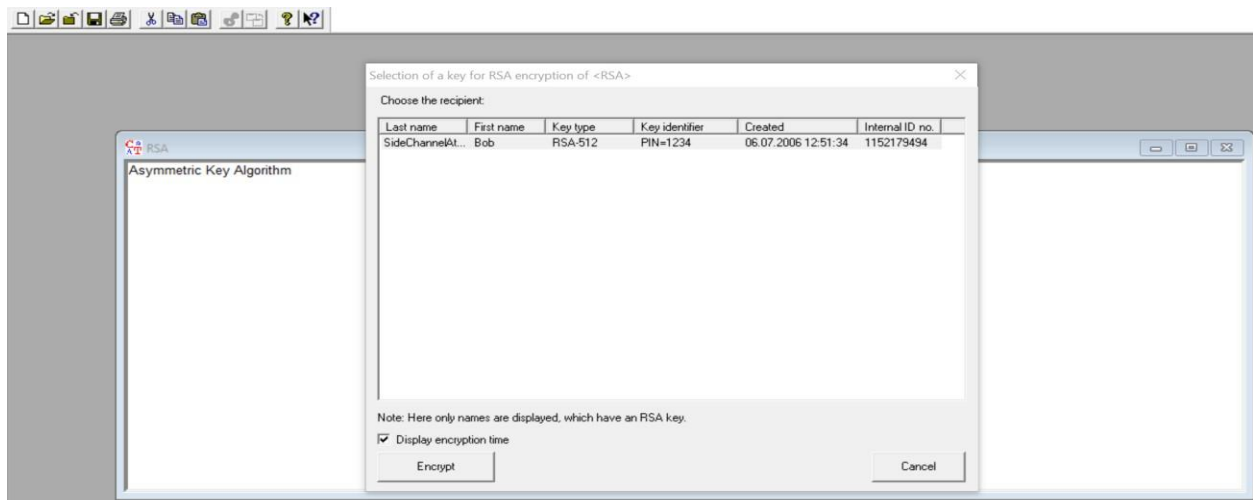 Selection of a key for RSA encryption of <RSA>
Choose the recipient:
Last name First name Key type Key identifier Created Internal ID no.
SideChannelAt... Bob RSA-512 PIN=1234 06.07.2006 12:51:34 1152179494
RSA
Asymmetric Key Algorithm
Note: Here only names are displayed, which have an RSA key.
Display encryption time
Encrypt Cancel